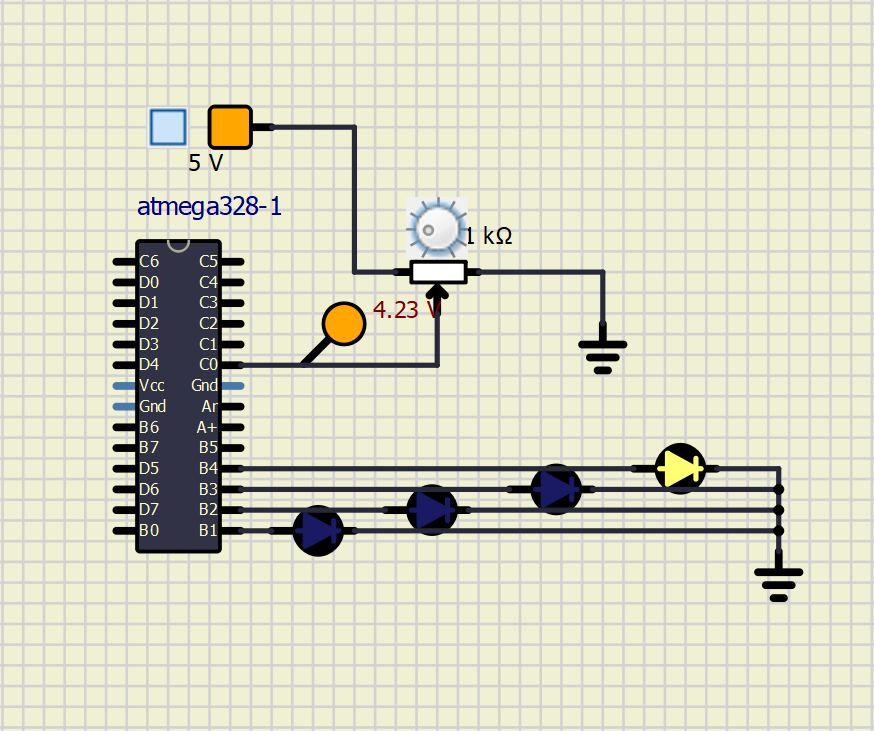 5 V
atmega328-1
1 kΩ
4.23 V
C6 C5
D0 C4
D1 C3
D2 C2
D3 C1
D4 C0
Vcc Gnd
Gnd Ar
B6 A+
B7 B5
D5 B4
D6 B3
D7 B2
B0 B1